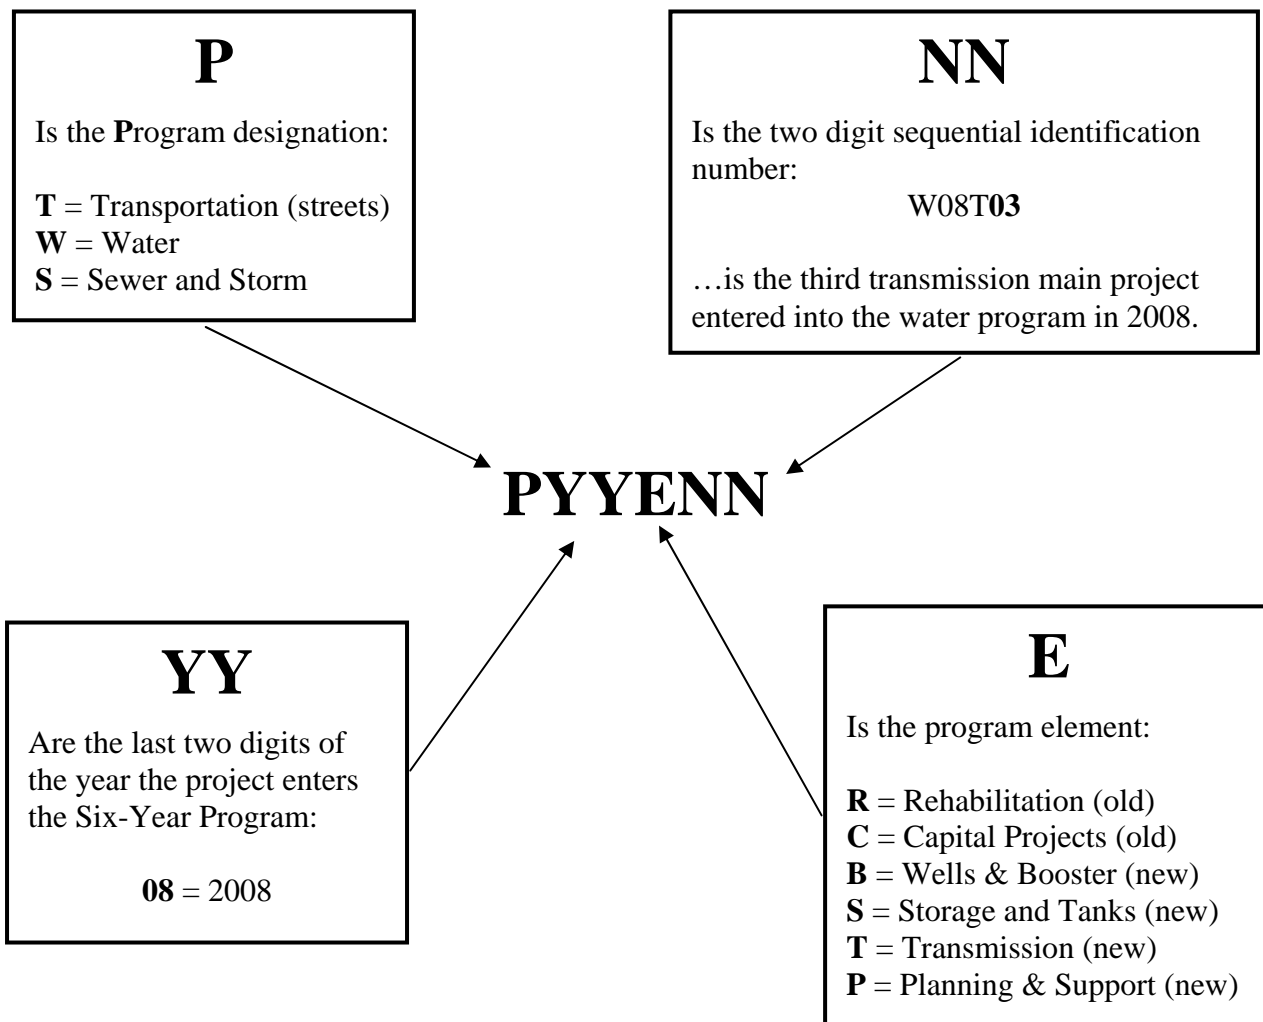 P
Is the Program designation:
T = Transportation (streets)
W = Water
S = Sewer and Storm
NN
Is the two digit sequential identification
number:
W08T03
…is the third transmission main project
entered into the water program in 2008.
PYYENN
YY
Are the last two digits of
the year the project enters
the Six-Year Program:
08 = 2008
E
Is the program element:
R = Rehabilitation (old)
C = Capital Projects (old)
B = Wells & Booster (new)
S = Storage and Tanks (new)
T = Transmission (new)
P = Planning & Support (new)